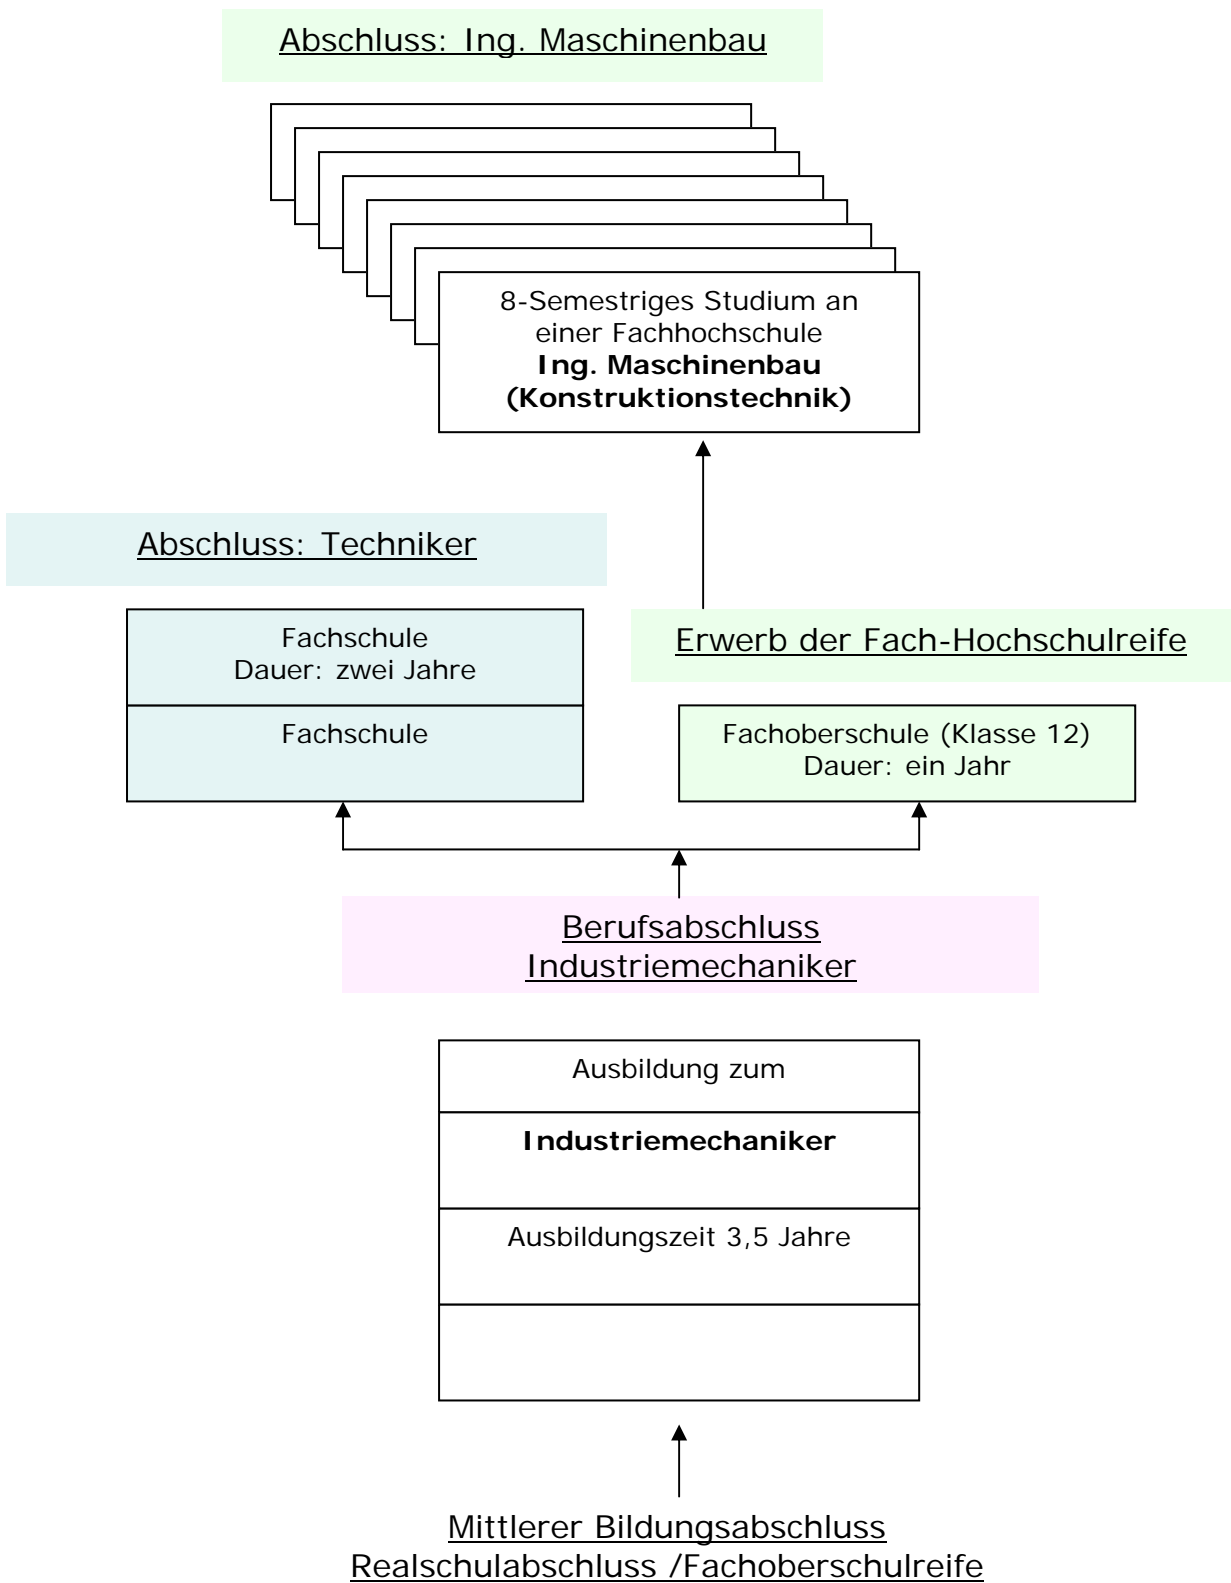 Abschluss: Ing. Maschinenbau
8-Semestriges Studium an
einer Fachhochschule
Ing. Maschinenbau
(Konstruktionstechnik)
Abschluss: Techniker
Fachschule
Dauer: zwei Jahre
Fachschule
Erwerb der Fach-Hochschulreife
Fachoberschule (Klasse 12)
Dauer: ein Jahr
Berufsabschluss
Industriemechaniker
Ausbildung zum
Industriemechaniker
Ausbildungszeit 3,5 Jahre
Mittlerer Bildungsabschluss
Realschulabschluss /Fachoberschulreife